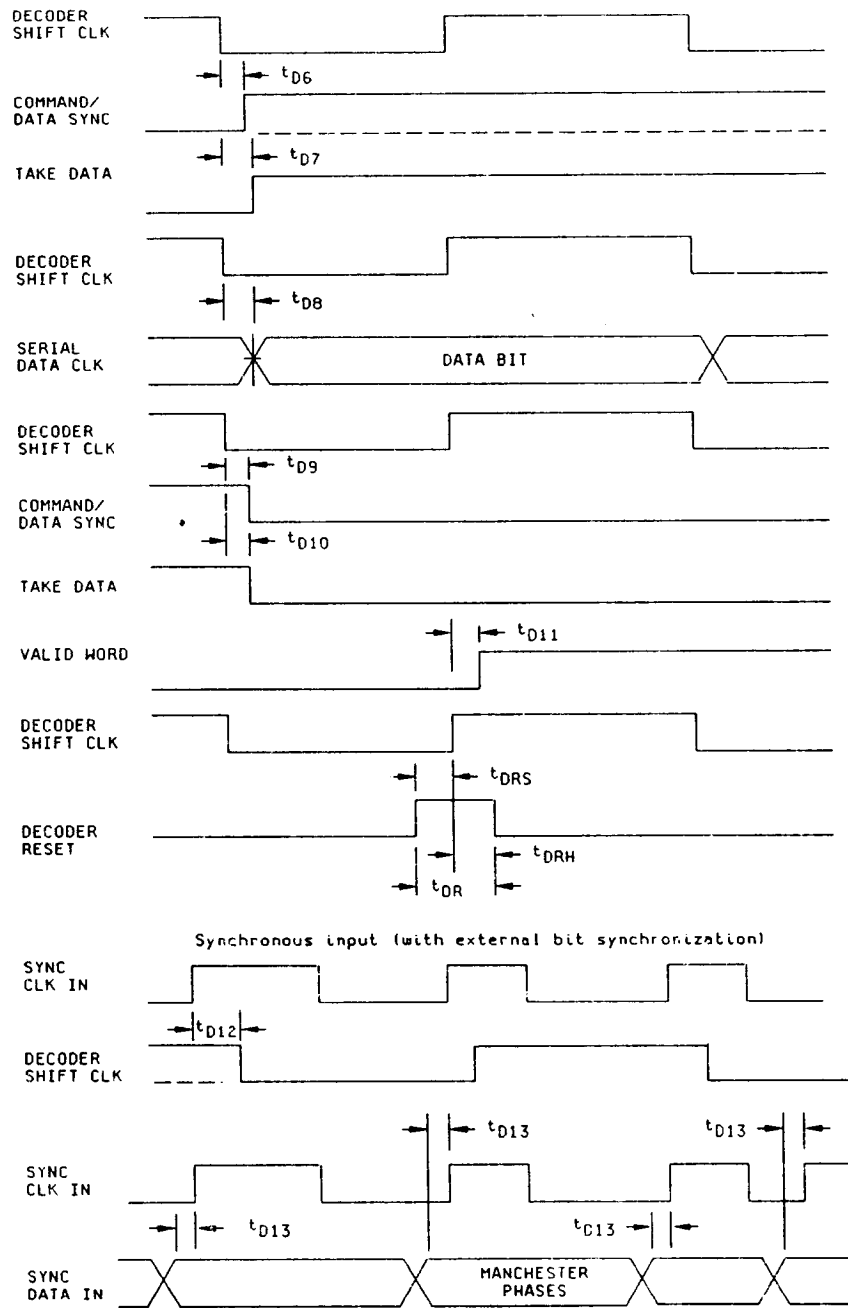 DECODER
SHIFT CLK
tD6
COMMAND/
DATA SYNC
tD7
TAKE DATA
DECODER
SHIFT CLK
tD8
SERIAL
DATA CLK
DATA BIT
DECODER
SHIFT CLK
tD9
COMMAND/
DATA SYNC
tD10
TAKE DATA
tD11
VALID WORD
DECODER
SHIFT CLK
tDRS
DECODER
RESET
tDRH
tDR
Synchronous input (with external bit synchronization)
SYNC
CLK IN
tD12
DECODER
SHIFT CLK
tD13
tD13
SYNC
CLK IN
tD13
tD13
SYNC
DATA IN
MANCHESTER
PHASES